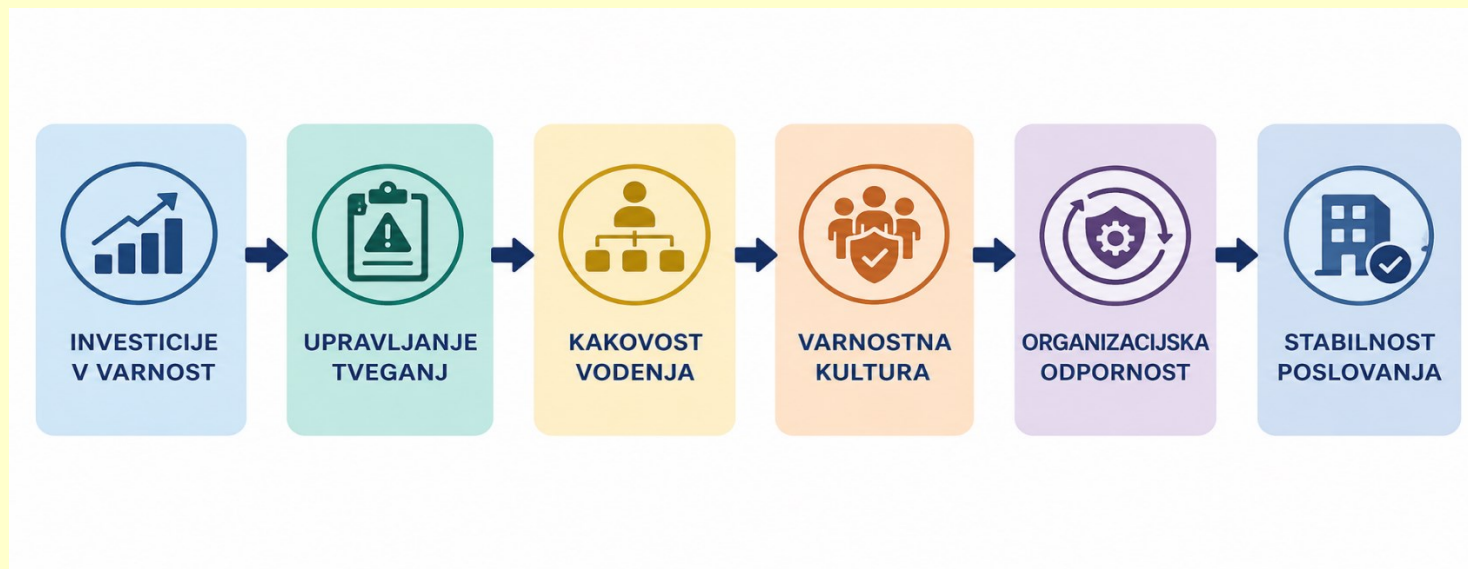 INVESTICIJE
V VARNOST
UPRAVLJANJE
TVEGANJ
KAKOVOST
VODENJA
VARNOSTNA
KULTURA
ORGANIZACIJSKA
ODPORNOST
STABILNOST
POSLOVANJA